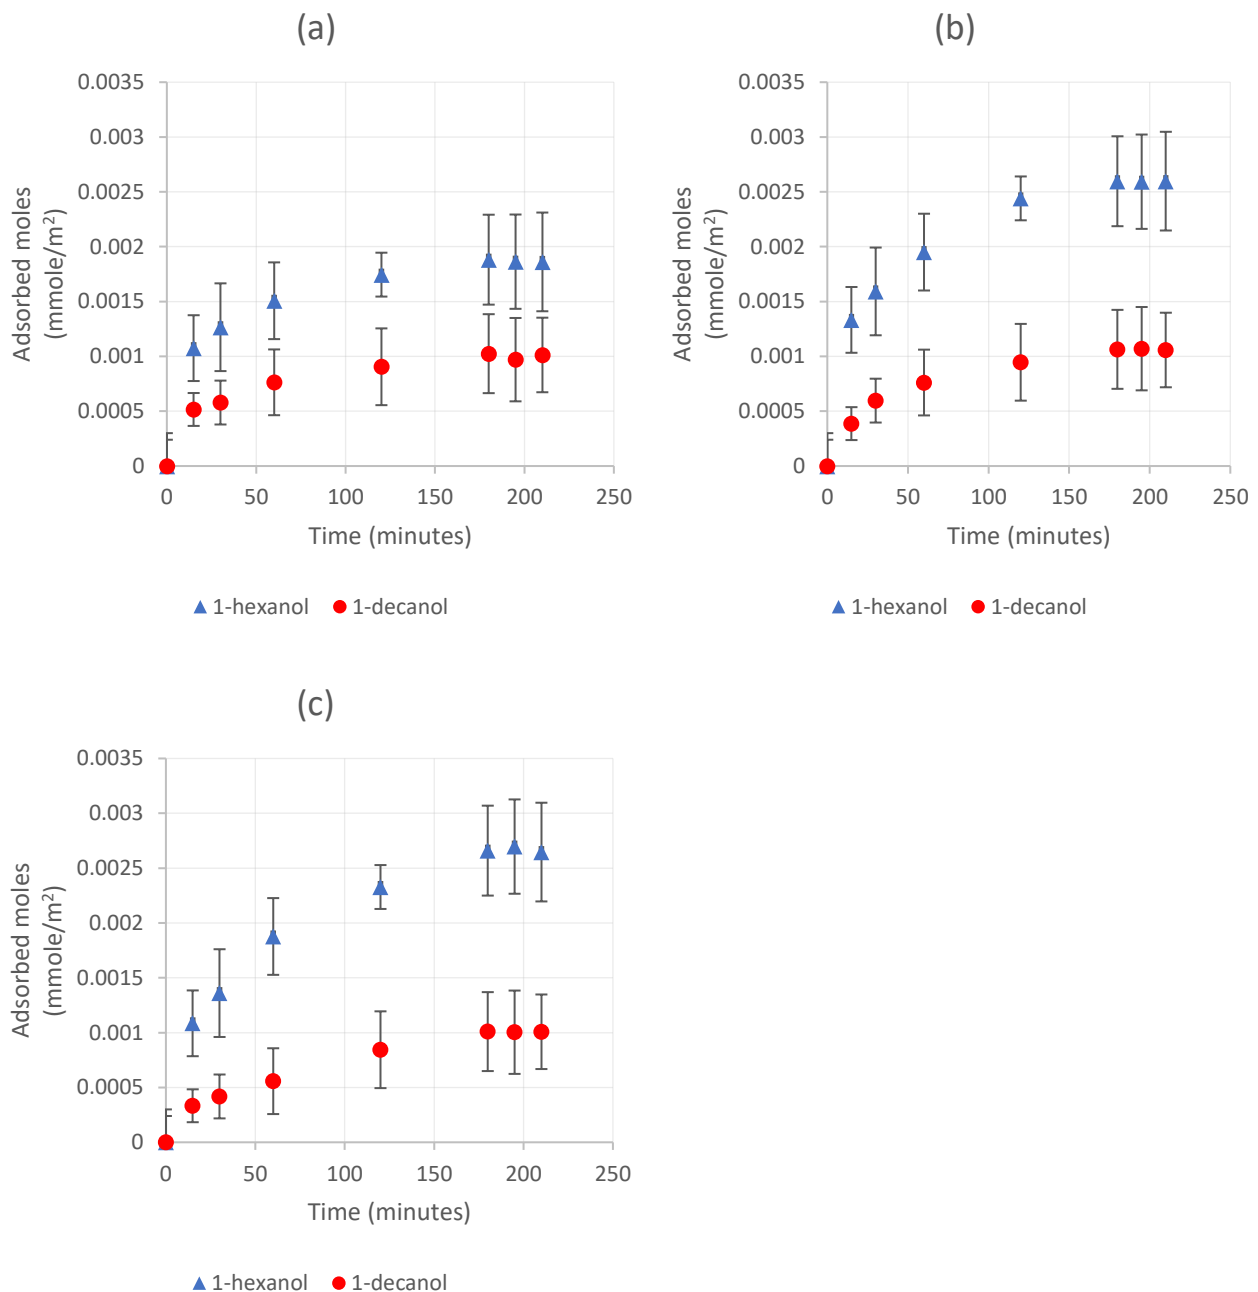 (a)
0.0035
0.003
0.0025
0.002
0.0015
0.001
0.0005
0
Adsorbed moles
(mmole/m²)
0 50 100 150 200 250
Time (minutes)
1-hexanol 1-decanol
(b)
0.0035
0.003
0.0025
0.002
0.0015
0.001
0.0005
0
Adsorbed moles
(mmole/m²)
0 50 100 150 200 250
Time (minutes)
1-hexanol 1-decanol
(c)
0.0035
0.003
0.0025
0.002
0.0015
0.001
0.0005
0
Adsorbed moles
(mmole/m²)
0 50 100 150 200 250
Time (minutes)
1-hexanol 1-decanol